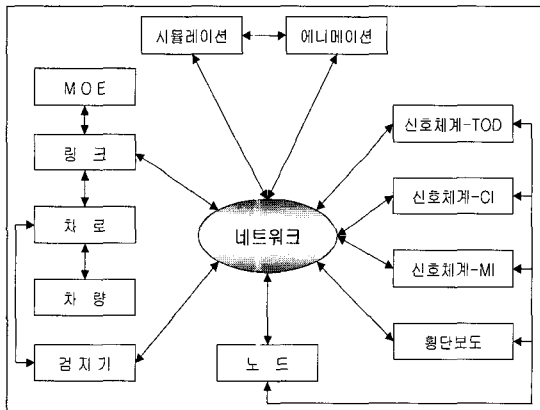 시뮬레이션
에니메이션
MOE
링 크
차 로
차 량
검 지 기
네트워크
노 드
신호체계-TOD
신호체계-CI
신호체계-MI
횡단보도